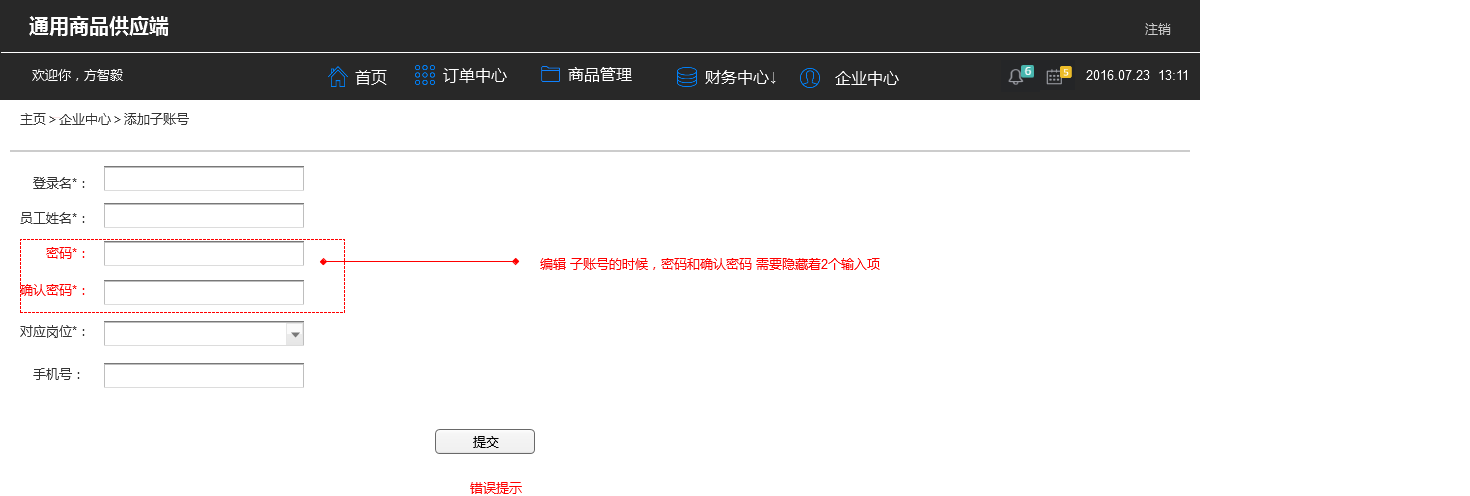 通用商品供应端
注销
欢迎你，方智毅
首页
订单中心
商品管理
财务中心↓
企业中心
6
5
2016.07.23 13:11
主页 > 企业中心 > 添加子账号
登录名*：
员工姓名*：
密码*：
编辑 子账号的时候，密码和确认密码 需要隐藏着2个输入项
确认密码*：
对应岗位*：
手机号：
提交
错误提示